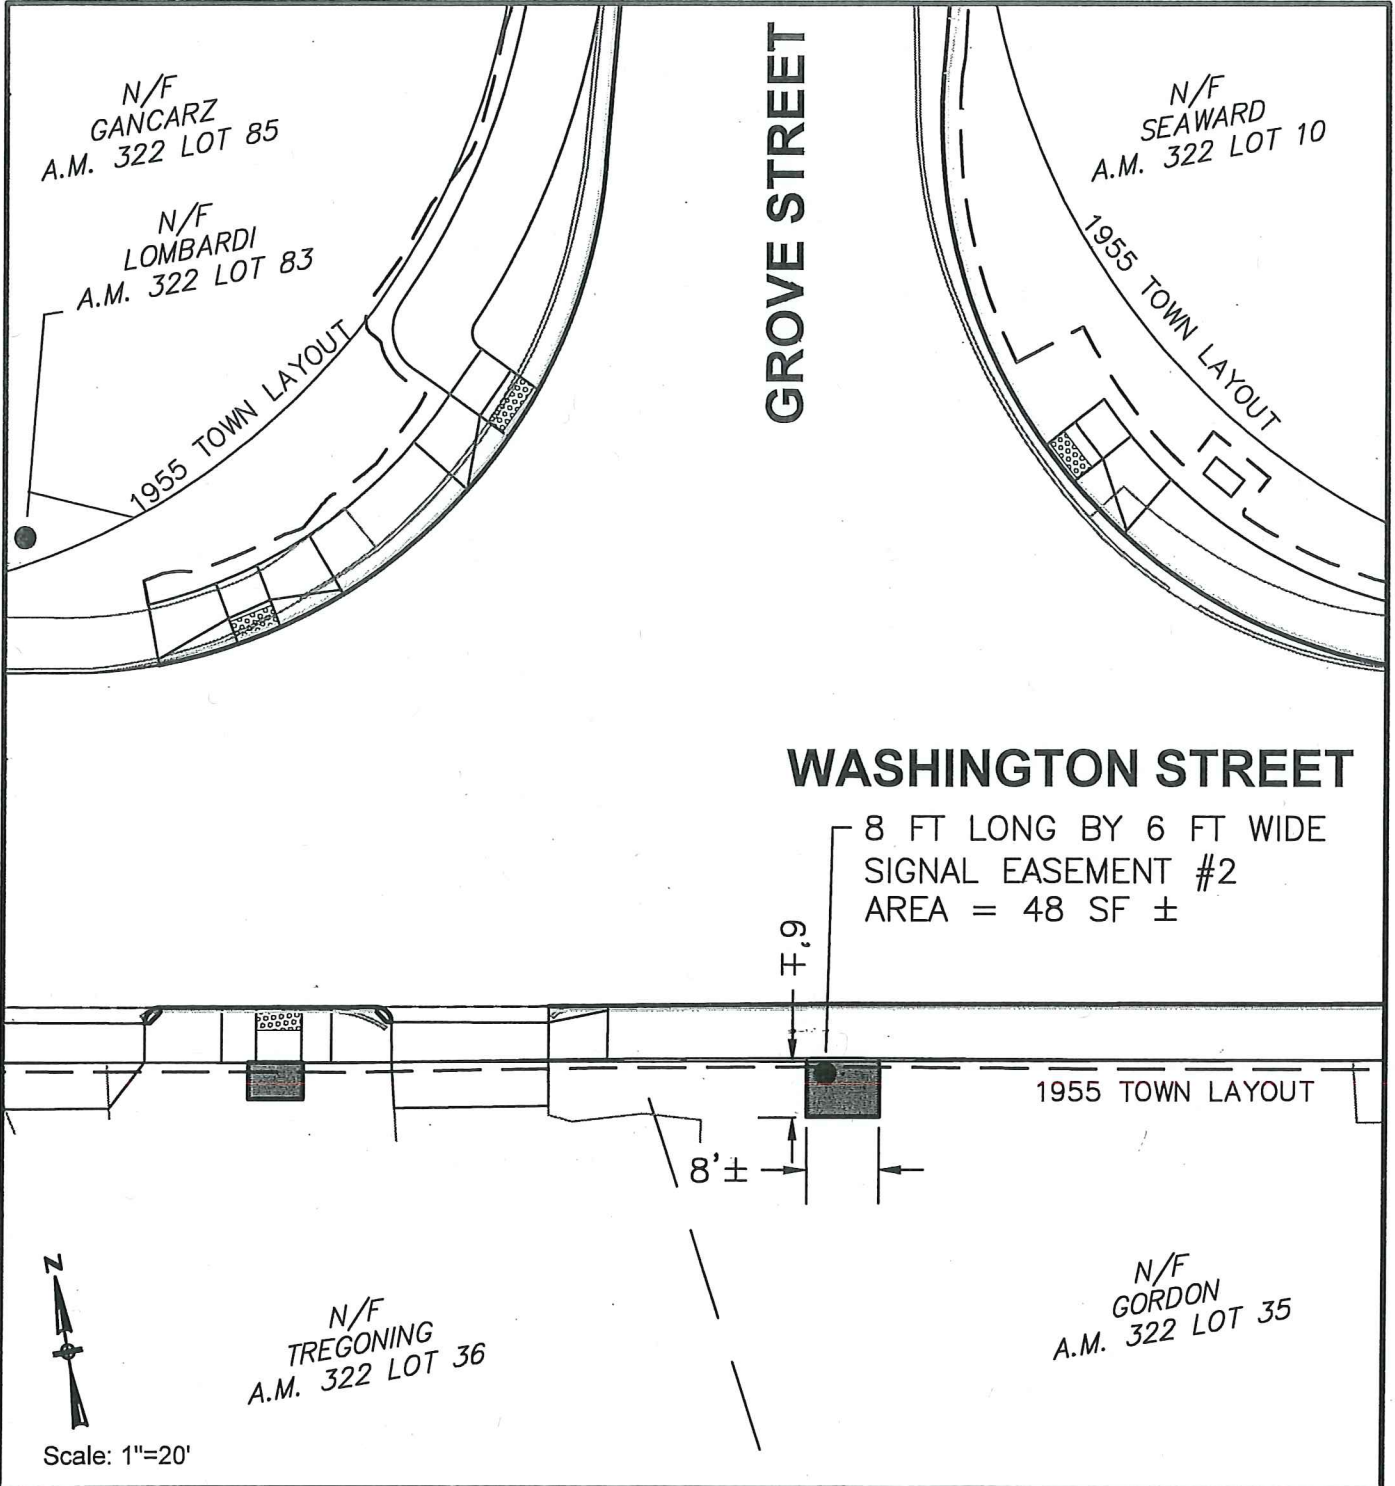 N/F
GANCARZ
A.M. 322 LOT 85
N/F
LOMBARDI
A.M. 322 LOT 83
1955 TOWN LAYOUT
GROVE STREET
N/F
SEAWARD
A.M. 322 LOT 10
1955 TOWN LAYOUT
WASHINGTON STREET
8 FT LONG BY 6 FT WIDE
SIGNAL EASEMENT #2
AREA = 48 SF ±
6'±
1955 TOWN LAYOUT
8'±
N
N/F
TREGONING
A.M. 322 LOT 36
N/F
GORDON
A.M. 322 LOT 35
Scale: 1"=20'